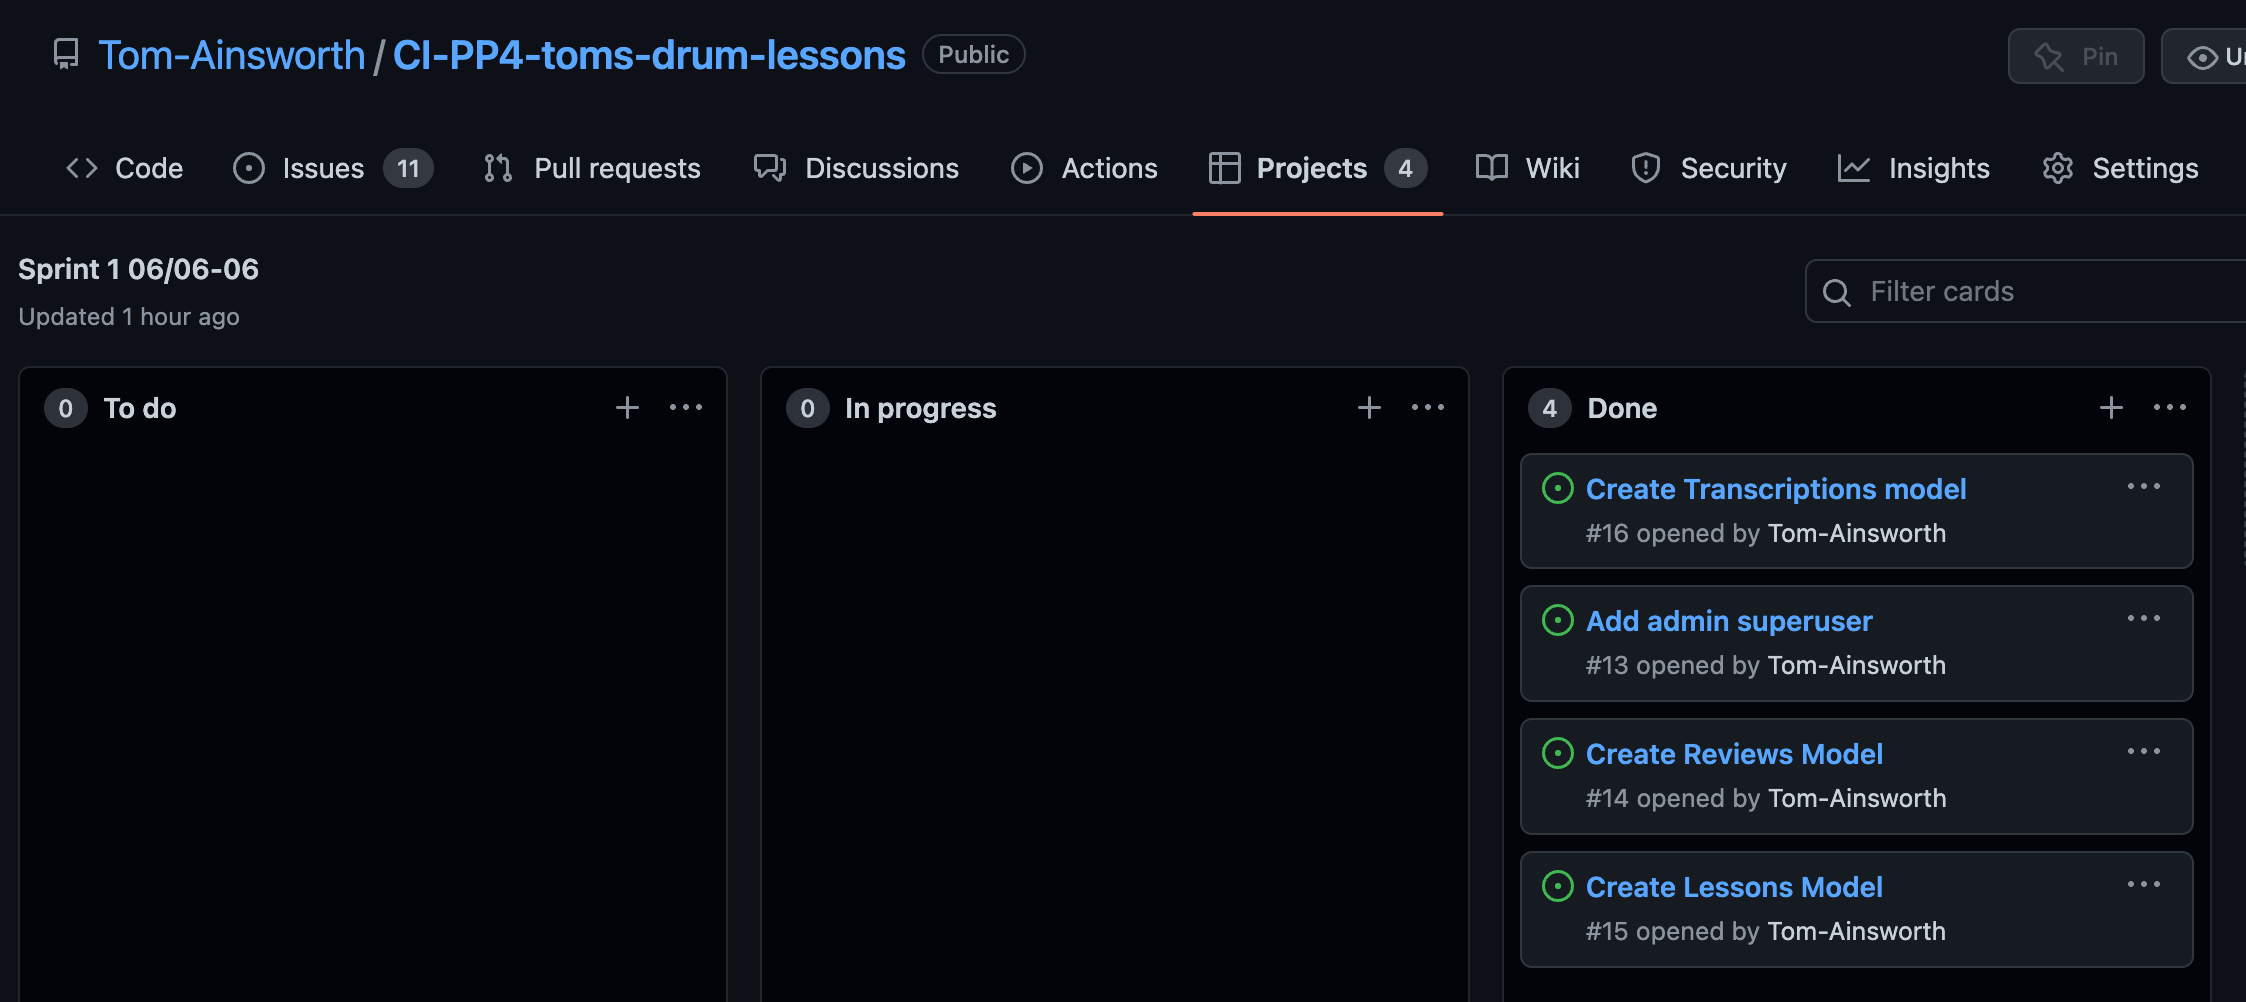 Tom-Ainsworth / CI-PP4-toms-drum-lessons Public Pin
Code Issues 11 Pull requests Discussions Actions Projects 4 Wiki Security Insights Settings
Sprint 1 06/06-06
Updated 1 hour ago
Filter cards
0 To do
0 In progress
4 Done
Create Transcriptions model
#16 opened by Tom-Ainsworth
Add admin superuser
#13 opened by Tom-Ainsworth
Create Reviews Model
#14 opened by Tom-Ainsworth
Create Lessons Model
#15 opened by Tom-Ainsworth